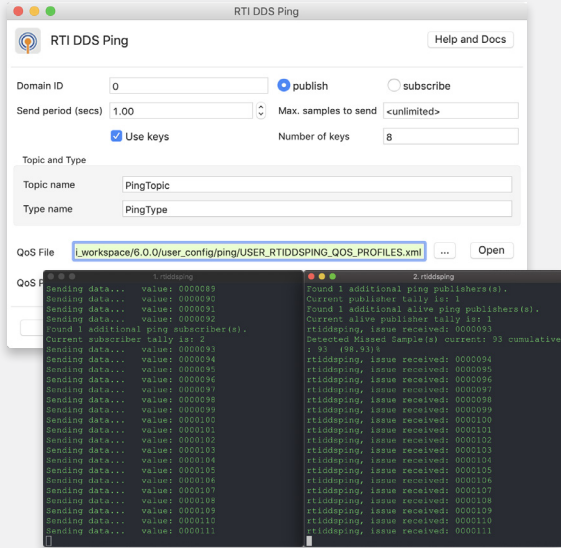 RTI DDS Ping
RTI DDS Ping
Help and Docs
Domain ID
0
publish
subscribe
Send period (secs)
1.00
Max. samples to send
<unlimited>
Use keys
Number of keys
8
Topic and Type
Topic name
PingTopic
Type name
PingType
QoS File
i_workspace/6.0.0/user_config/ping/USER_RTIDDSPING_QOS_PROFILES.xml
...
Open
QoS P
1. rtiddsping
Sending data...   value: 0000089
Sending data...   value: 0000090
Sending data...   value: 0000091
Sending data...   value: 0000092
Found 1 additional ping subscriber(s).
Current subscriber tally is: 2
Sending data...   value: 0000093
Sending data...   value: 0000094
Sending data...   value: 0000095
Sending data...   value: 0000096
Sending data...   value: 0000097
Sending data...   value: 0000098
Sending data...   value: 0000099
Sending data...   value: 0000100
Sending data...   value: 0000101
Sending data...   value: 0000102
Sending data...   value: 0000103
Sending data...   value: 0000104
Sending data...   value: 0000105
Sending data...   value: 0000106
Sending data...   value: 0000107
Sending data...   value: 0000108
Sending data...   value: 0000109
Sending data...   value: 0000110
Sending data...   value: 0000111
2. rtiddsping
Found 1 additional ping publishers(s).
Current publisher tally is: 1
Found 1 additional alive ping publishers(s).
Current alive publisher tally is: 1
rtiddsping, issue received: 0000093
Detected Missed Sample(s) current: 93 cumulative
: 93  (98.93)%
rtiddsping, issue received: 0000094
rtiddsping, issue received: 0000095
rtiddsping, issue received: 0000096
rtiddsping, issue received: 0000097
rtiddsping, issue received: 0000098
rtiddsping, issue received: 0000099
rtiddsping, issue received: 0000100
rtiddsping, issue received: 0000101
rtiddsping, issue received: 0000102
rtiddsping, issue received: 0000103
rtiddsping, issue received: 0000104
rtiddsping, issue received: 0000105
rtiddsping, issue received: 0000106
rtiddsping, issue received: 0000107
rtiddsping, issue received: 0000108
rtiddsping, issue received: 0000109
rtiddsping, issue received: 0000110
rtiddsping, issue received: 0000111